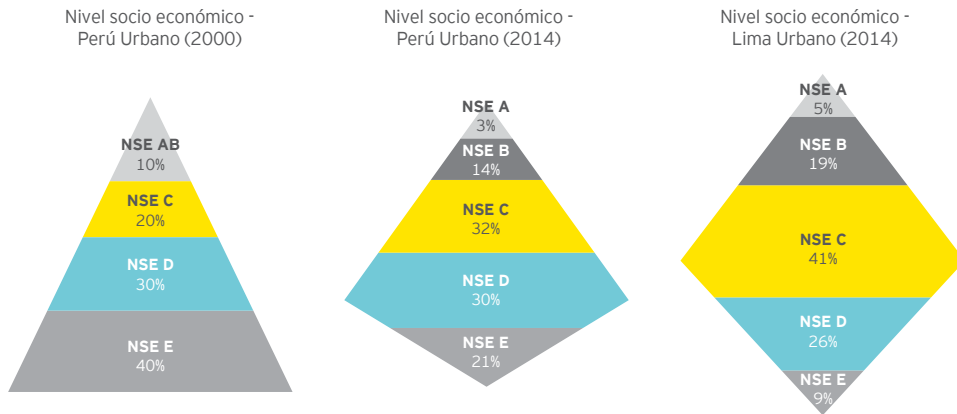 Nivel socio económico -
Perú Urbano (2000)
NSE AB
10%
NSE C
20%
NSE D
30%
NSE E
40%
Nivel socio económico -
Perú Urbano (2014)
NSE A
3%
NSE B
14%
NSE C
32%
NSE D
30%
NSE E
21%
Nivel socio económico -
Lima Urbano (2014)
NSE A
5%
NSE B
19%
NSE C
41%
NSE D
26%
NSE E
9%